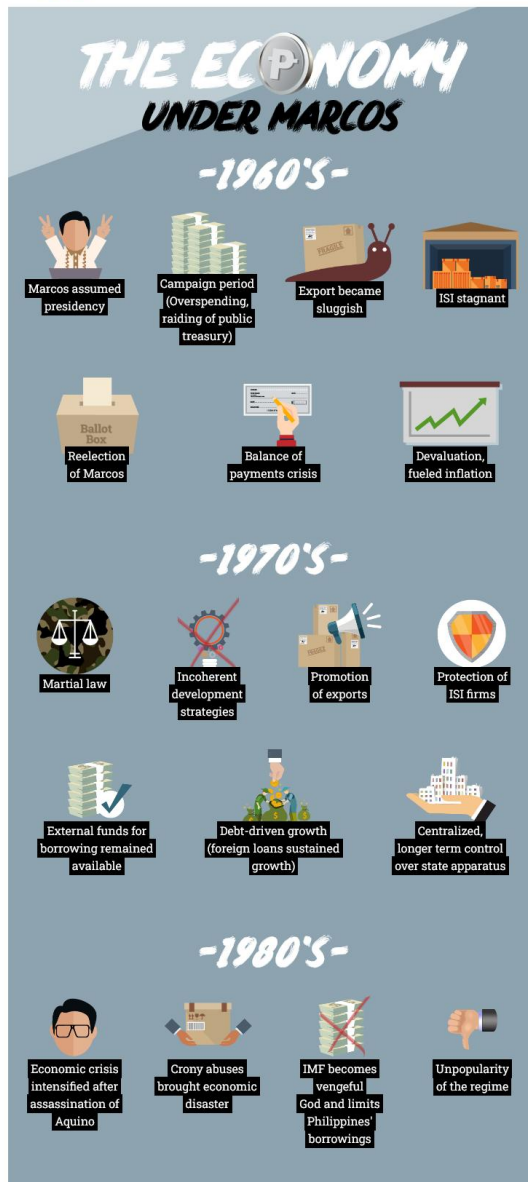 THE ECONOMY
UNDER MARCOS
-1960'S-
Marcos assumed
presidency
Campaign period
(Overspending,
raiding of public
treasury)
FRAGILE
Export became
sluggish
ISI stagnant
Ballot
Box
Reelection
of Marcos
Balance of
payments crisis
Devaluation,
fueled inflation
-1970'S-
Martial law
Incoherent
development
strategies
FRAGILE
Promotion
of exports
Protection of
ISI firms
External funds for
borrowing remained
available
Debt-driven growth
(foreign loans sustained
growth)
Centralized,
longer term control
over state apparatus
-1980'S-
Economic crisis
intensified after
assassination of
Aquino
Crony abuses
brought economic
disaster
IMF becomes
vengeful
God and limits
Philippines'
borrowings
Unpopularity
of the regime